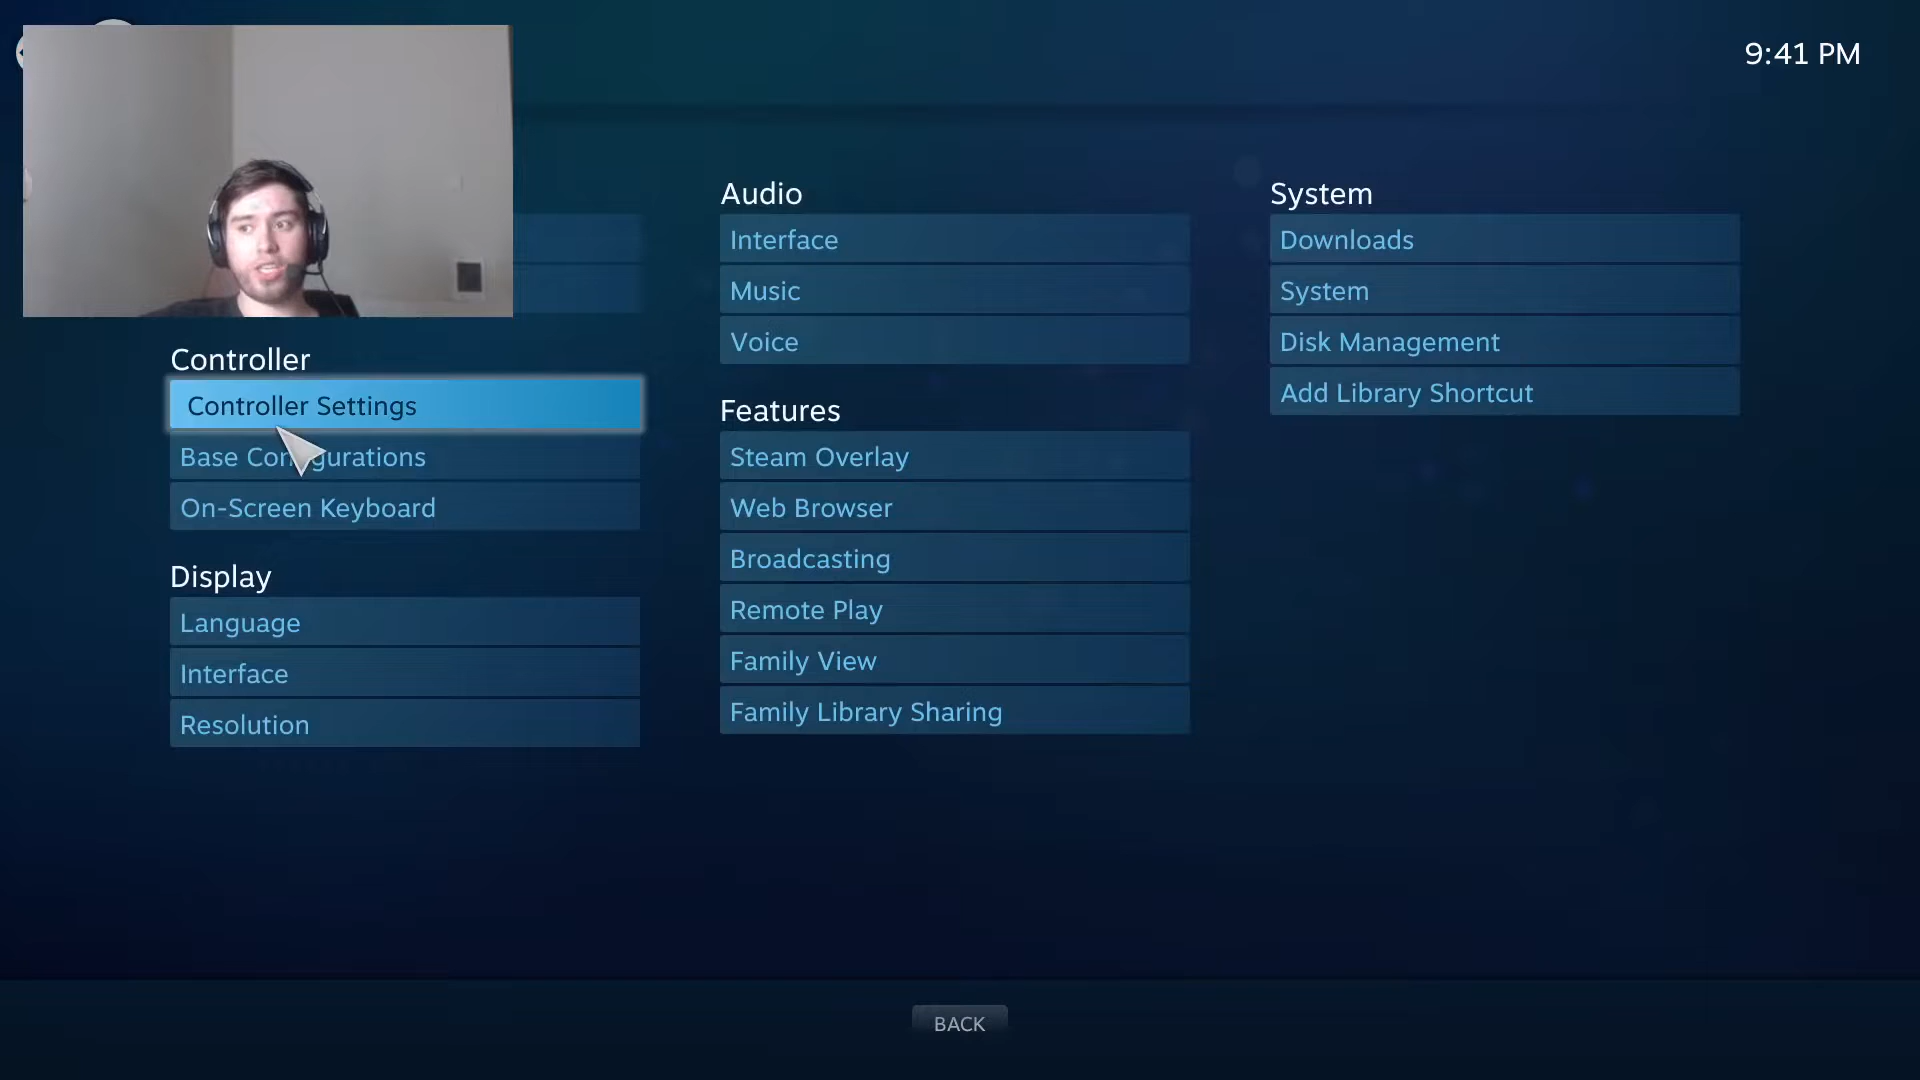 9:41 PM
Controller
Controller Settings
Base Configurations
On-Screen Keyboard
Display
Language
Interface
Resolution
Audio
Interface
Music
Voice
Features
Steam Overlay
Web Browser
Broadcasting
Remote Play
Family View
Family Library Sharing
System
Downloads
System
Disk Management
Add Library Shortcut
BACK